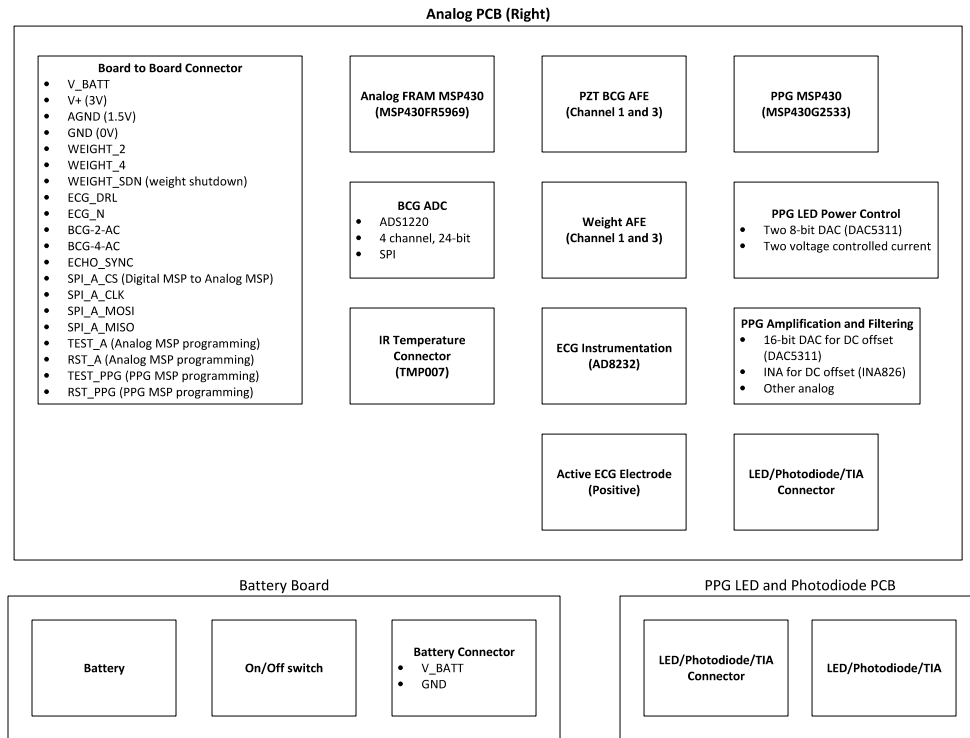 Analog PCB (Right)
Board to Board Connector
• V_BATT
• V+ (3V)
• AGND (1.5V)
• GND (0V)
• WEIGHT_2
• WEIGHT_4
• WEIGHT_SDN (weight shutdown)
• ECG_DRL
• ECG_N
• BCG-2-AC
• BCG-4-AC
• ECHO_SYNC
• SPI_A_CS (Digital MSP to Analog MSP)
• SPI_A_CLK
• SPI_A_MOSI
• SPI_A_MISO
• TEST_A (Analog MSP programming)
• RST_A (Analog MSP programming)
• TEST_PPG (PPG MSP programming)
• RST_PPG (PPG MSP programming)
Analog FRAM MSP430
(MSP430FR5969)
PZT BCG AFE
(Channel 1 and 3)
PPG MSP430
(MSP430G2533)
BCG ADC
• ADS1220
• 4 channel, 24-bit
• SPI
Weight AFE
(Channel 1 and 3)
PPG LED Power Control
• Two 8-bit DAC (DAC5311)
• Two voltage controlled current
IR Temperature
Connector
(TMP007)
ECG Instrumentation
(AD8232)
PPG Amplification and Filtering
• 16-bit DAC for DC offset
(DAC5311)
• INA for DC offset (INA826)
• Other analog
Active ECG Electrode
(Positive)
LED/Photodiode/TIA
Connector
Battery Board
Battery
On/Off switch
Battery Connector
• V_BATT
• GND
PPG LED and Photodiode PCB
LED/Photodiode/TIA
Connector
LED/Photodiode/TIA